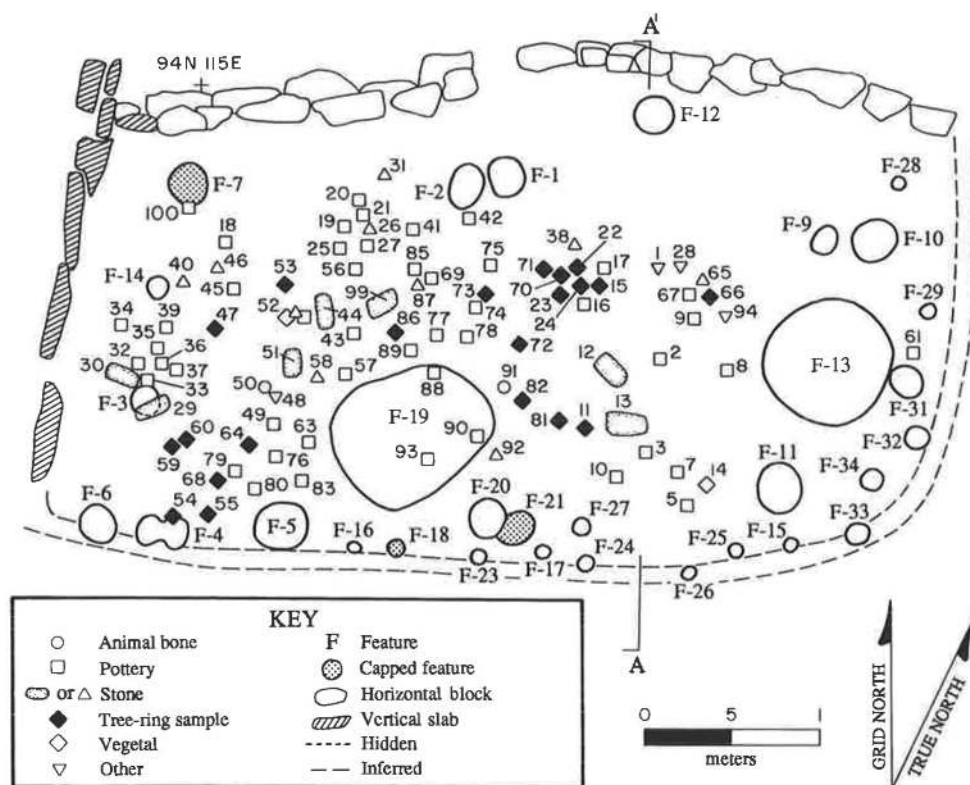 A'
94N 115E
F-12
F-28
31
F-7
F-2
F-1
20
100
21
18
19
26
41
42
F-9
F-10
38
22
25
27
85
75
46
53
56
71
17
1
28
65
F-14
40
99
69
70
15
45
87
73
23
16
67
66
F-29
34
39
47
52
44
86
74
24
9
94
35
43
77
78
72
61
32
36
51
89
12
2
8
F-13
30
37
58
57
33
50
88
91
82
F-3
48
13
F-31
29
F-19
60
49
63
81
11
64
90
F-32
59
93
92
3
79
76
F-11
68
10
7
14
F-34
80
83
5
F-6
54
55
F-20
F-21
F-27
F-33
F-4
F-5
F-16
F-18
F-25
F-15
F-23
F-17
F-24
F-26
A
KEY
Animal bone
F Feature
Pottery
Capped feature
or Stone
Horizontal block
Tree-ring sample
Vertical slab
Vegetal
Hidden
Other
Inferred
0 5 1
meters
GRID NORTH
TRUE NORTH